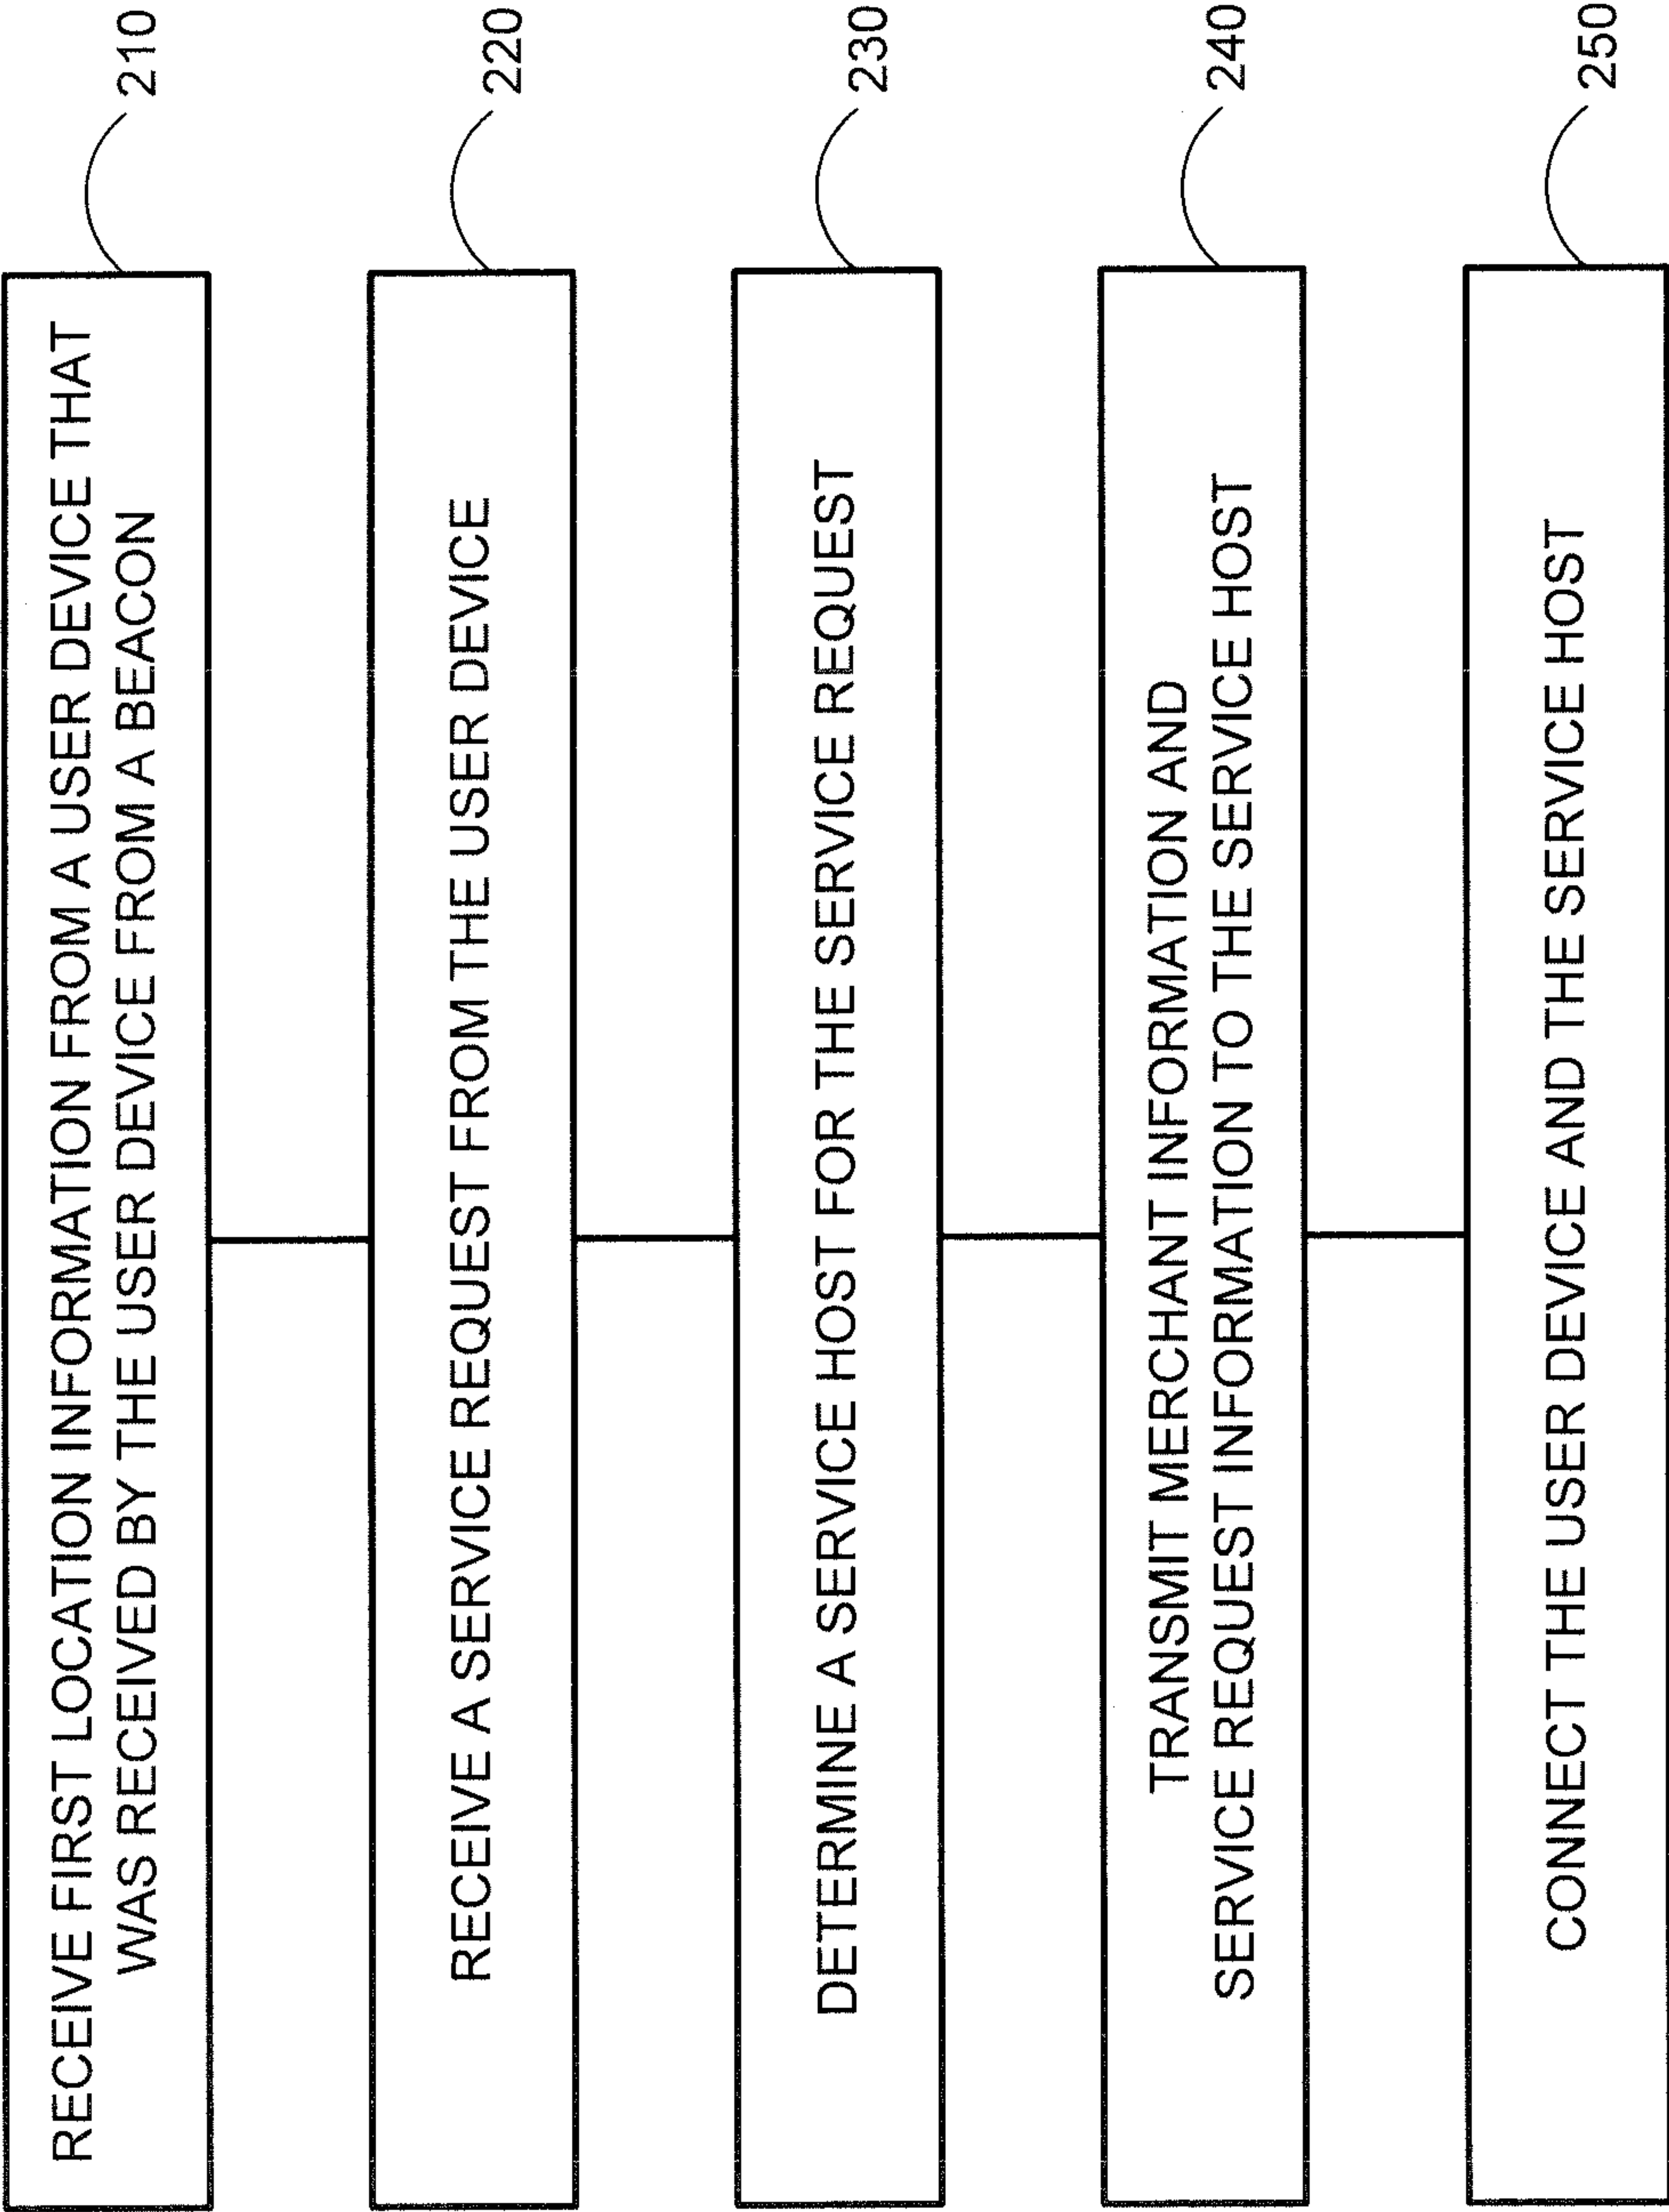 RECEIVE FIRST LOCATION INFORMATION FROM A USER DEVICE THAT
WAS RECEIVED BY THE USER DEVICE FROM A BEACON
210
RECEIVE A SERVICE REQUEST FROM THE USER DEVICE
220
DETERMINE A SERVICE HOST FOR THE SERVICE REQUEST
230
TRANSMIT MERCHANT INFORMATION AND
SERVICE REQUEST INFORMATION TO THE SERVICE HOST
240
CONNECT THE USER DEVICE AND THE SERVICE HOST
250